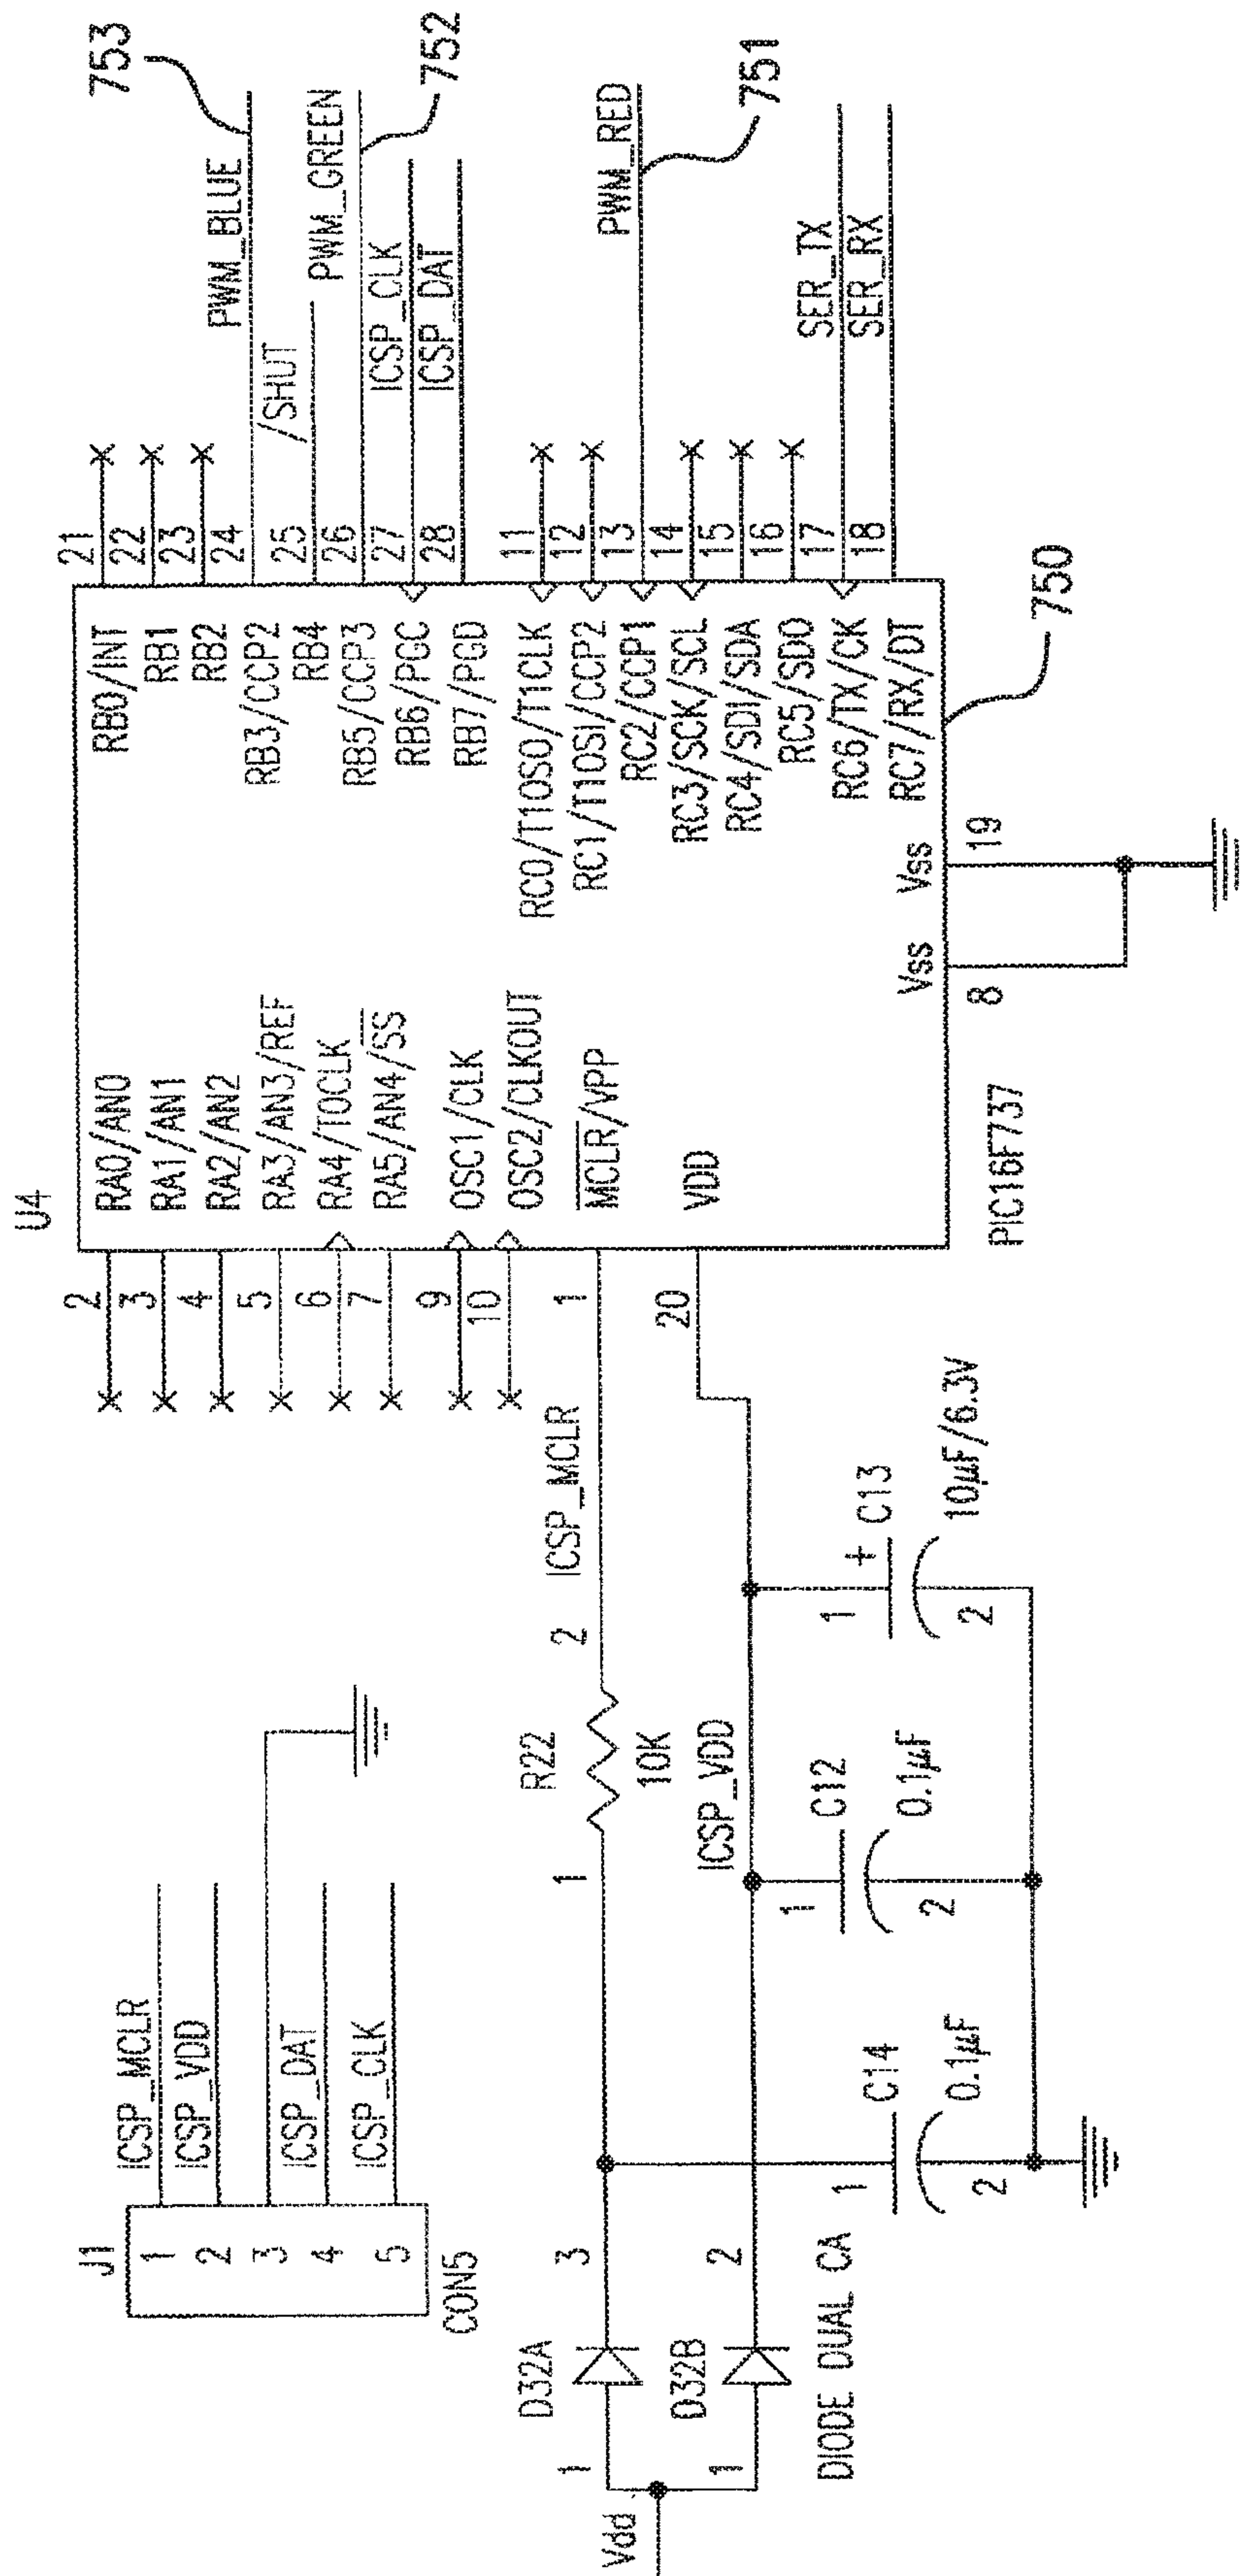 J1
1
2
3
4
5
CON5
ICSP_MCLR
ICSP_VDD
ICSP_DAT
ICSP_CLK
Vdd
1
D32A
3
1
D32B
2
DIODE DUAL CA
1
R22
10K
2
ICSP_MCLR
ICSP_VDD
1
C14
0.1µF
2
1
C12
0.1µF
2
1
+
C13
10µF/6.3V
2
U4
2
RA0/AN0
3
RA1/AN1
4
RA2/AN2
5
RA3/AN3/REF
6
RA4/TOCLK
7
RA5/AN4/SS
9
OSC1/CLK
10
OSC2/CLKOUT
1
MCLR/VPP
20
VDD
PIC16F737
Vss
8
Vss
19
RB0/INT
21
RB1
22
RB2
23
RB3/CCP2
24
PWM_BLUE
753
RB4
25
/SHUT
RB5/CCP3
26
PWM_GREEN
752
RB6/PGC
27
ICSP_CLK
RB7/PGD
28
ICSP_DAT
RC0/T1OSO/T1CLK
11
RC1/T1OSI/CCP2
12
RC2/CCP1
13
PWM_RED
751
RC3/SCK/SCL
14
RC4/SDI/SDA
15
RC5/SDO
16
RC6/TX/CK
17
SER_TX
RC7/RX/DT
18
SER_RX
750